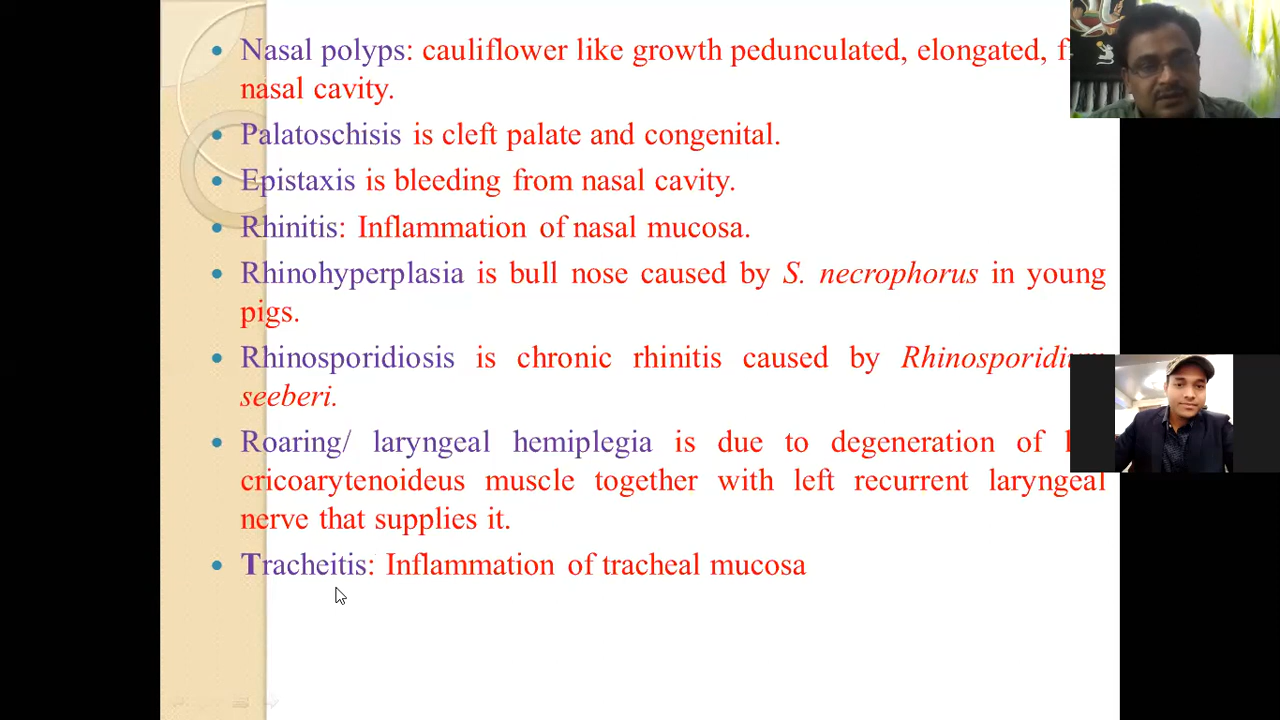 Nasal polyps: cauliflower like growth pedunculated, elongated,
nasal cavity.
Palatoschisis is cleft palate and congenital.
Epistaxis is bleeding from nasal cavity.
Rhinitis: Inflammation of nasal mucosa.
Rhinohyperplasia is bull nose caused by S. necrophorus in young
pigs.
Rhinosporidiosis is chronic rhinitis caused by
seeberi.
Roaring/ laryngeal hemiplegia is due to degeneration of
cricoarytenoideus muscle together with left recurrent laryngeal
nerve that supplies it.
Tracheitis: Inflammation of tracheal mucosa